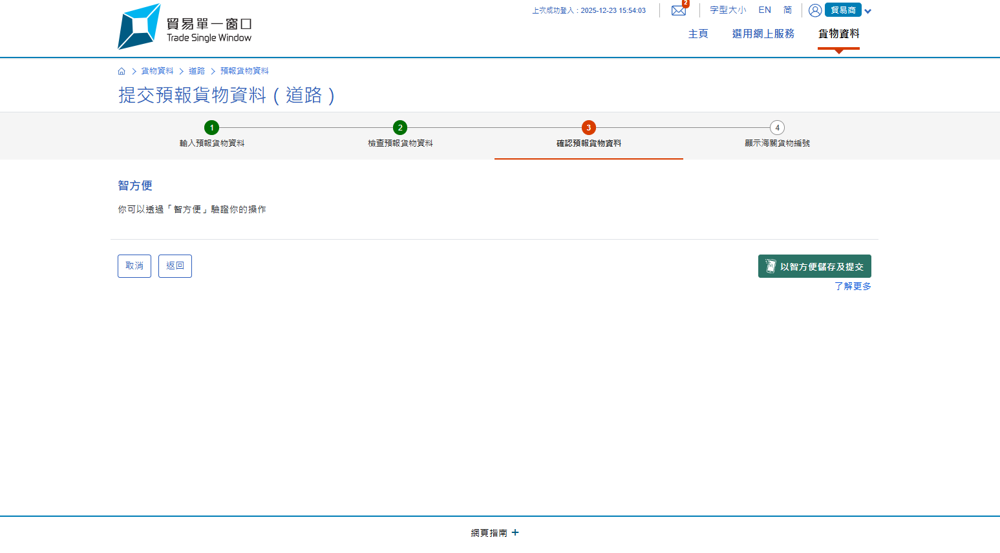 貿易單一窗口
Trade Single Window
上次成功登入 : 2025-12-23 15:54:03
2
字型大小
EN
简
貿易商
主頁
選用網上服務
貨物資料
貨物資料
道路
預報貨物資料
提交預報貨物資料 ( 道路 )
1
2
3
4
輸入預報貨物資料
檢查預報貨物資料
確認預報貨物資料
顯示海關貨物編號
智方便
你可以透過「智方便」驗證你的操作
取消
返回
以智方便儲存及提交
了解更多
網頁指南 +